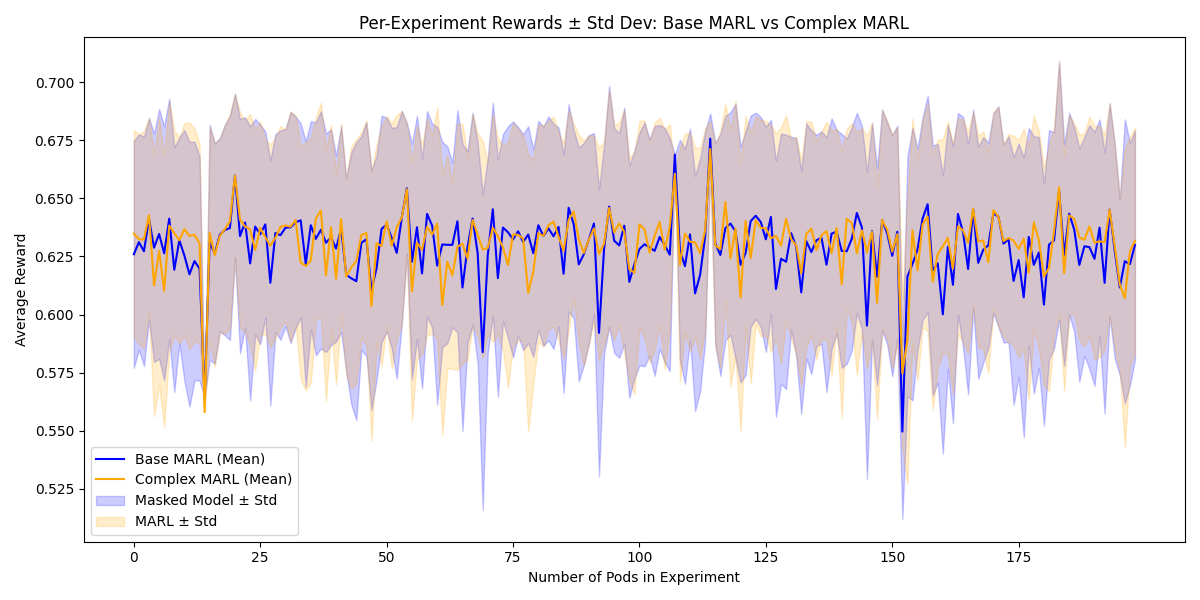 Per-Experiment Rewards ± Std Dev: Base MARL vs Complex MARL
Average Reward
0.700
0.675
0.650
0.625
0.600
0.575
0.550
0.525
Base MARL (Mean)
Complex MARL (Mean)
Masked Model ± Std
MARL ± Std
0 25 50 75 100 125 150 175
Number of Pods in Experiment